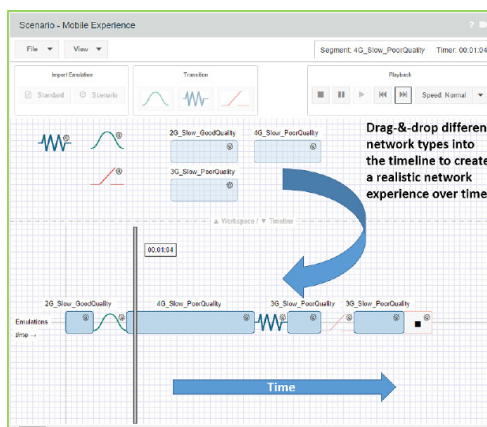 Scenario - Mobile Experience
File View Segment: 4G_Slow_PoorQuality Timer: 00:01:04
Import Emulation Transition Playback
Standard Scenario Speed: Normal
2G_Slow_GoodQuality 4G_Slow_PoorQuality
3G_Slow_PoorQuality
Drag-&-drop differen
network types into
the timeline to create
a realistic network
experience over time
▲ Workspace / ▼ Timeline
00:01:04
2G_Slow_GoodQuality 4G_Slow_PoorQuality 3G_Slow_PoorQuality 3G_Slow_PoorQuality
Emulations
time →
Time